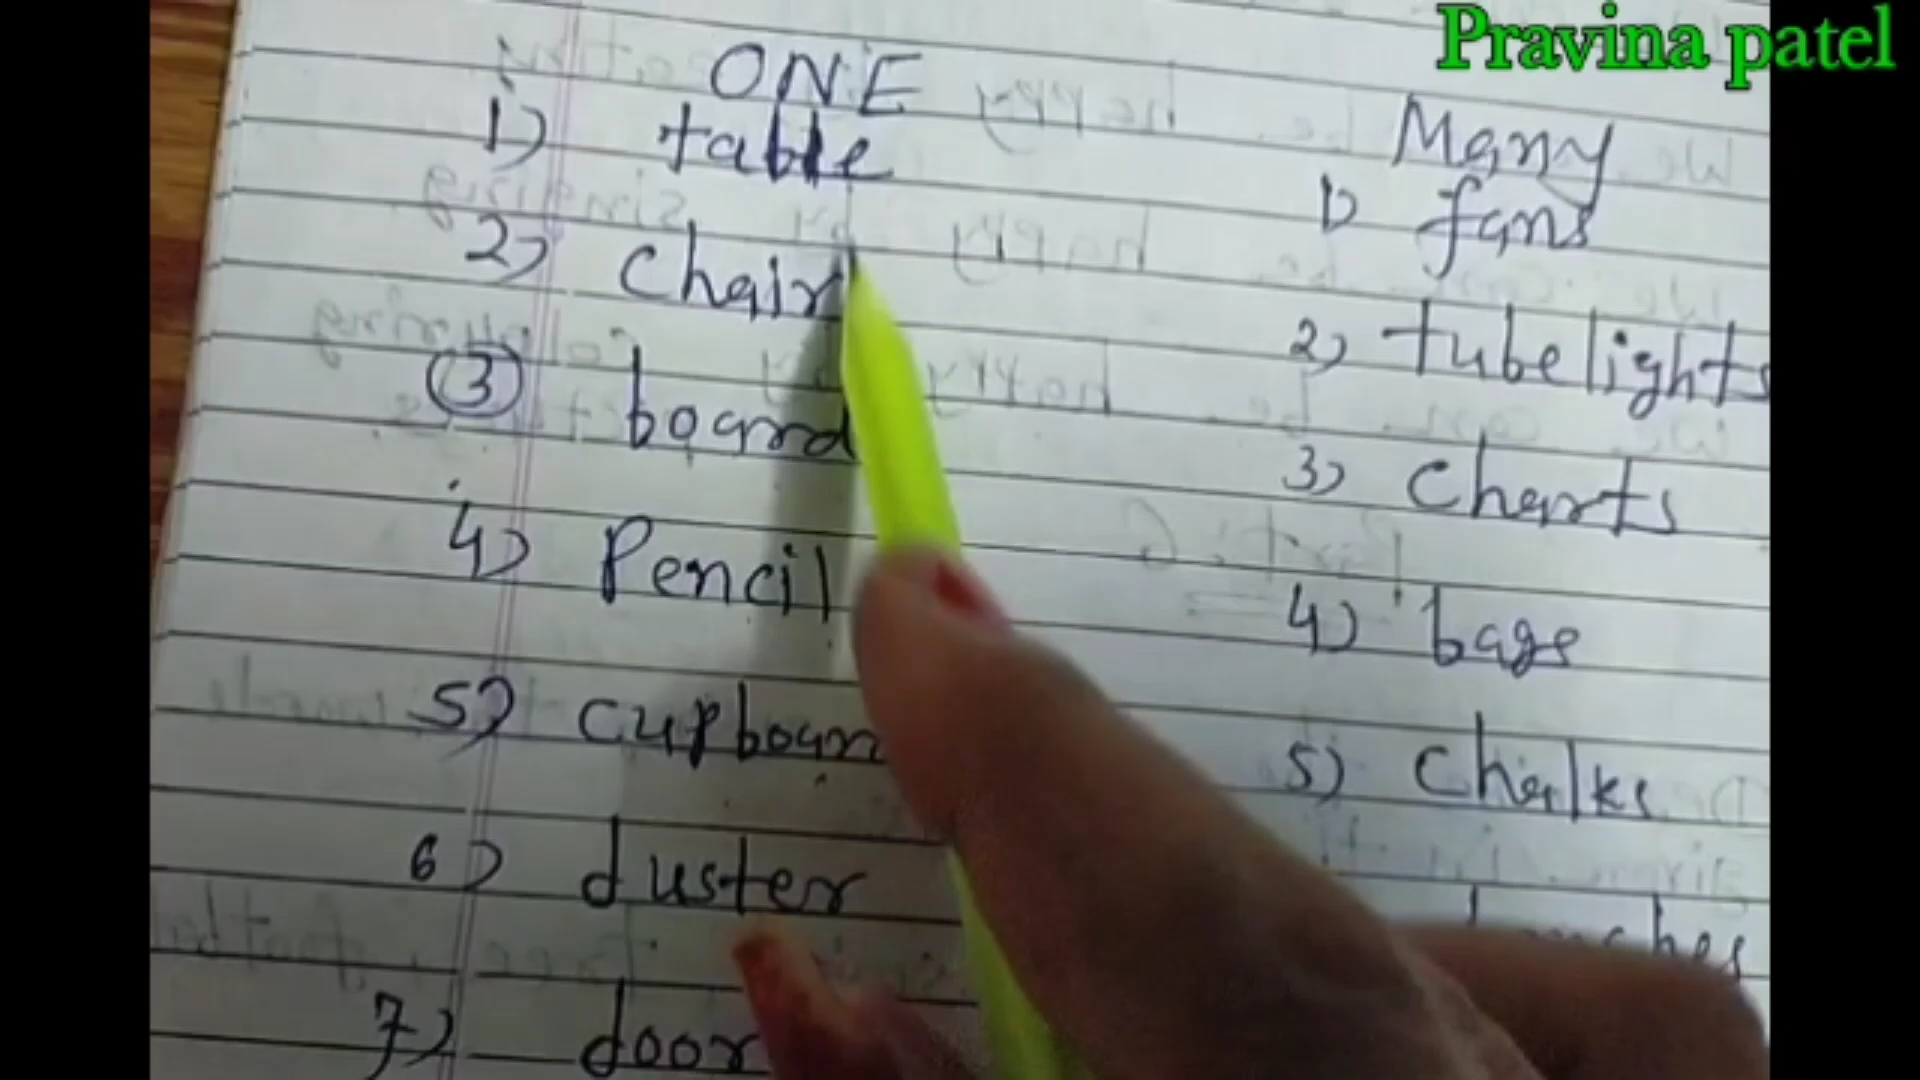 Pravina patel
ONE
1) table
2) Chair
3 board
4) Pencil
5) cupboar
6) duster
7) door
Many
1) fans
2) tubelights
3) Charts
4) bags
5) Chalks